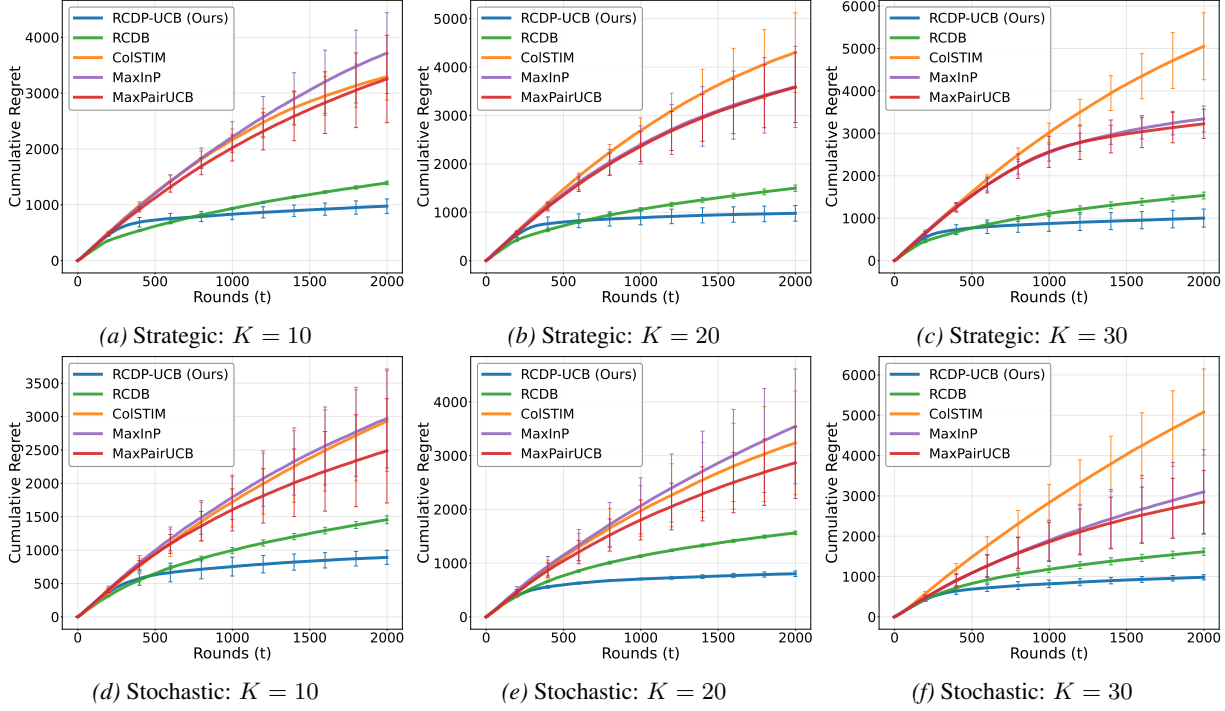 RCDP-UCB (Ours)
RCDB
ColSTIM
MaxInP
MaxPairUCB
Cumulative Regret
4000
3000
2000
1000
0
0 500 1000 1500 2000
Rounds (t)
(a) Strategic: K = 10
RCDP-UCB (Ours)
RCDB
ColSTIM
MaxInP
MaxPairUCB
Cumulative Regret
5000
4000
3000
2000
1000
0
0 500 1000 1500 2000
Rounds (t)
(b) Strategic: K = 20
RCDP-UCB (Ours)
RCDB
ColSTIM
MaxInP
MaxPairUCB
Cumulative Regret
6000
5000
4000
3000
2000
1000
0
0 500 1000 1500 2000
Rounds (t)
(c) Strategic: K = 30
RCDP-UCB (Ours)
RCDB
ColSTIM
MaxInP
MaxPairUCB
Cumulative Regret
3500
3000
2500
2000
1500
1000
500
0
0 500 1000 1500 2000
Rounds (t)
(d) Stochastic: K = 10
RCDP-UCB (Ours)
RCDB
ColSTIM
MaxInP
MaxPairUCB
Cumulative Regret
4000
3000
2000
1000
0
0 500 1000 1500 2000
Rounds (t)
(e) Stochastic: K = 20
RCDP-UCB (Ours)
RCDB
ColSTIM
MaxInP
MaxPairUCB
Cumulative Regret
6000
5000
4000
3000
2000
1000
0
0 500 1000 1500 2000
Rounds (t)
(f) Stochastic: K = 30